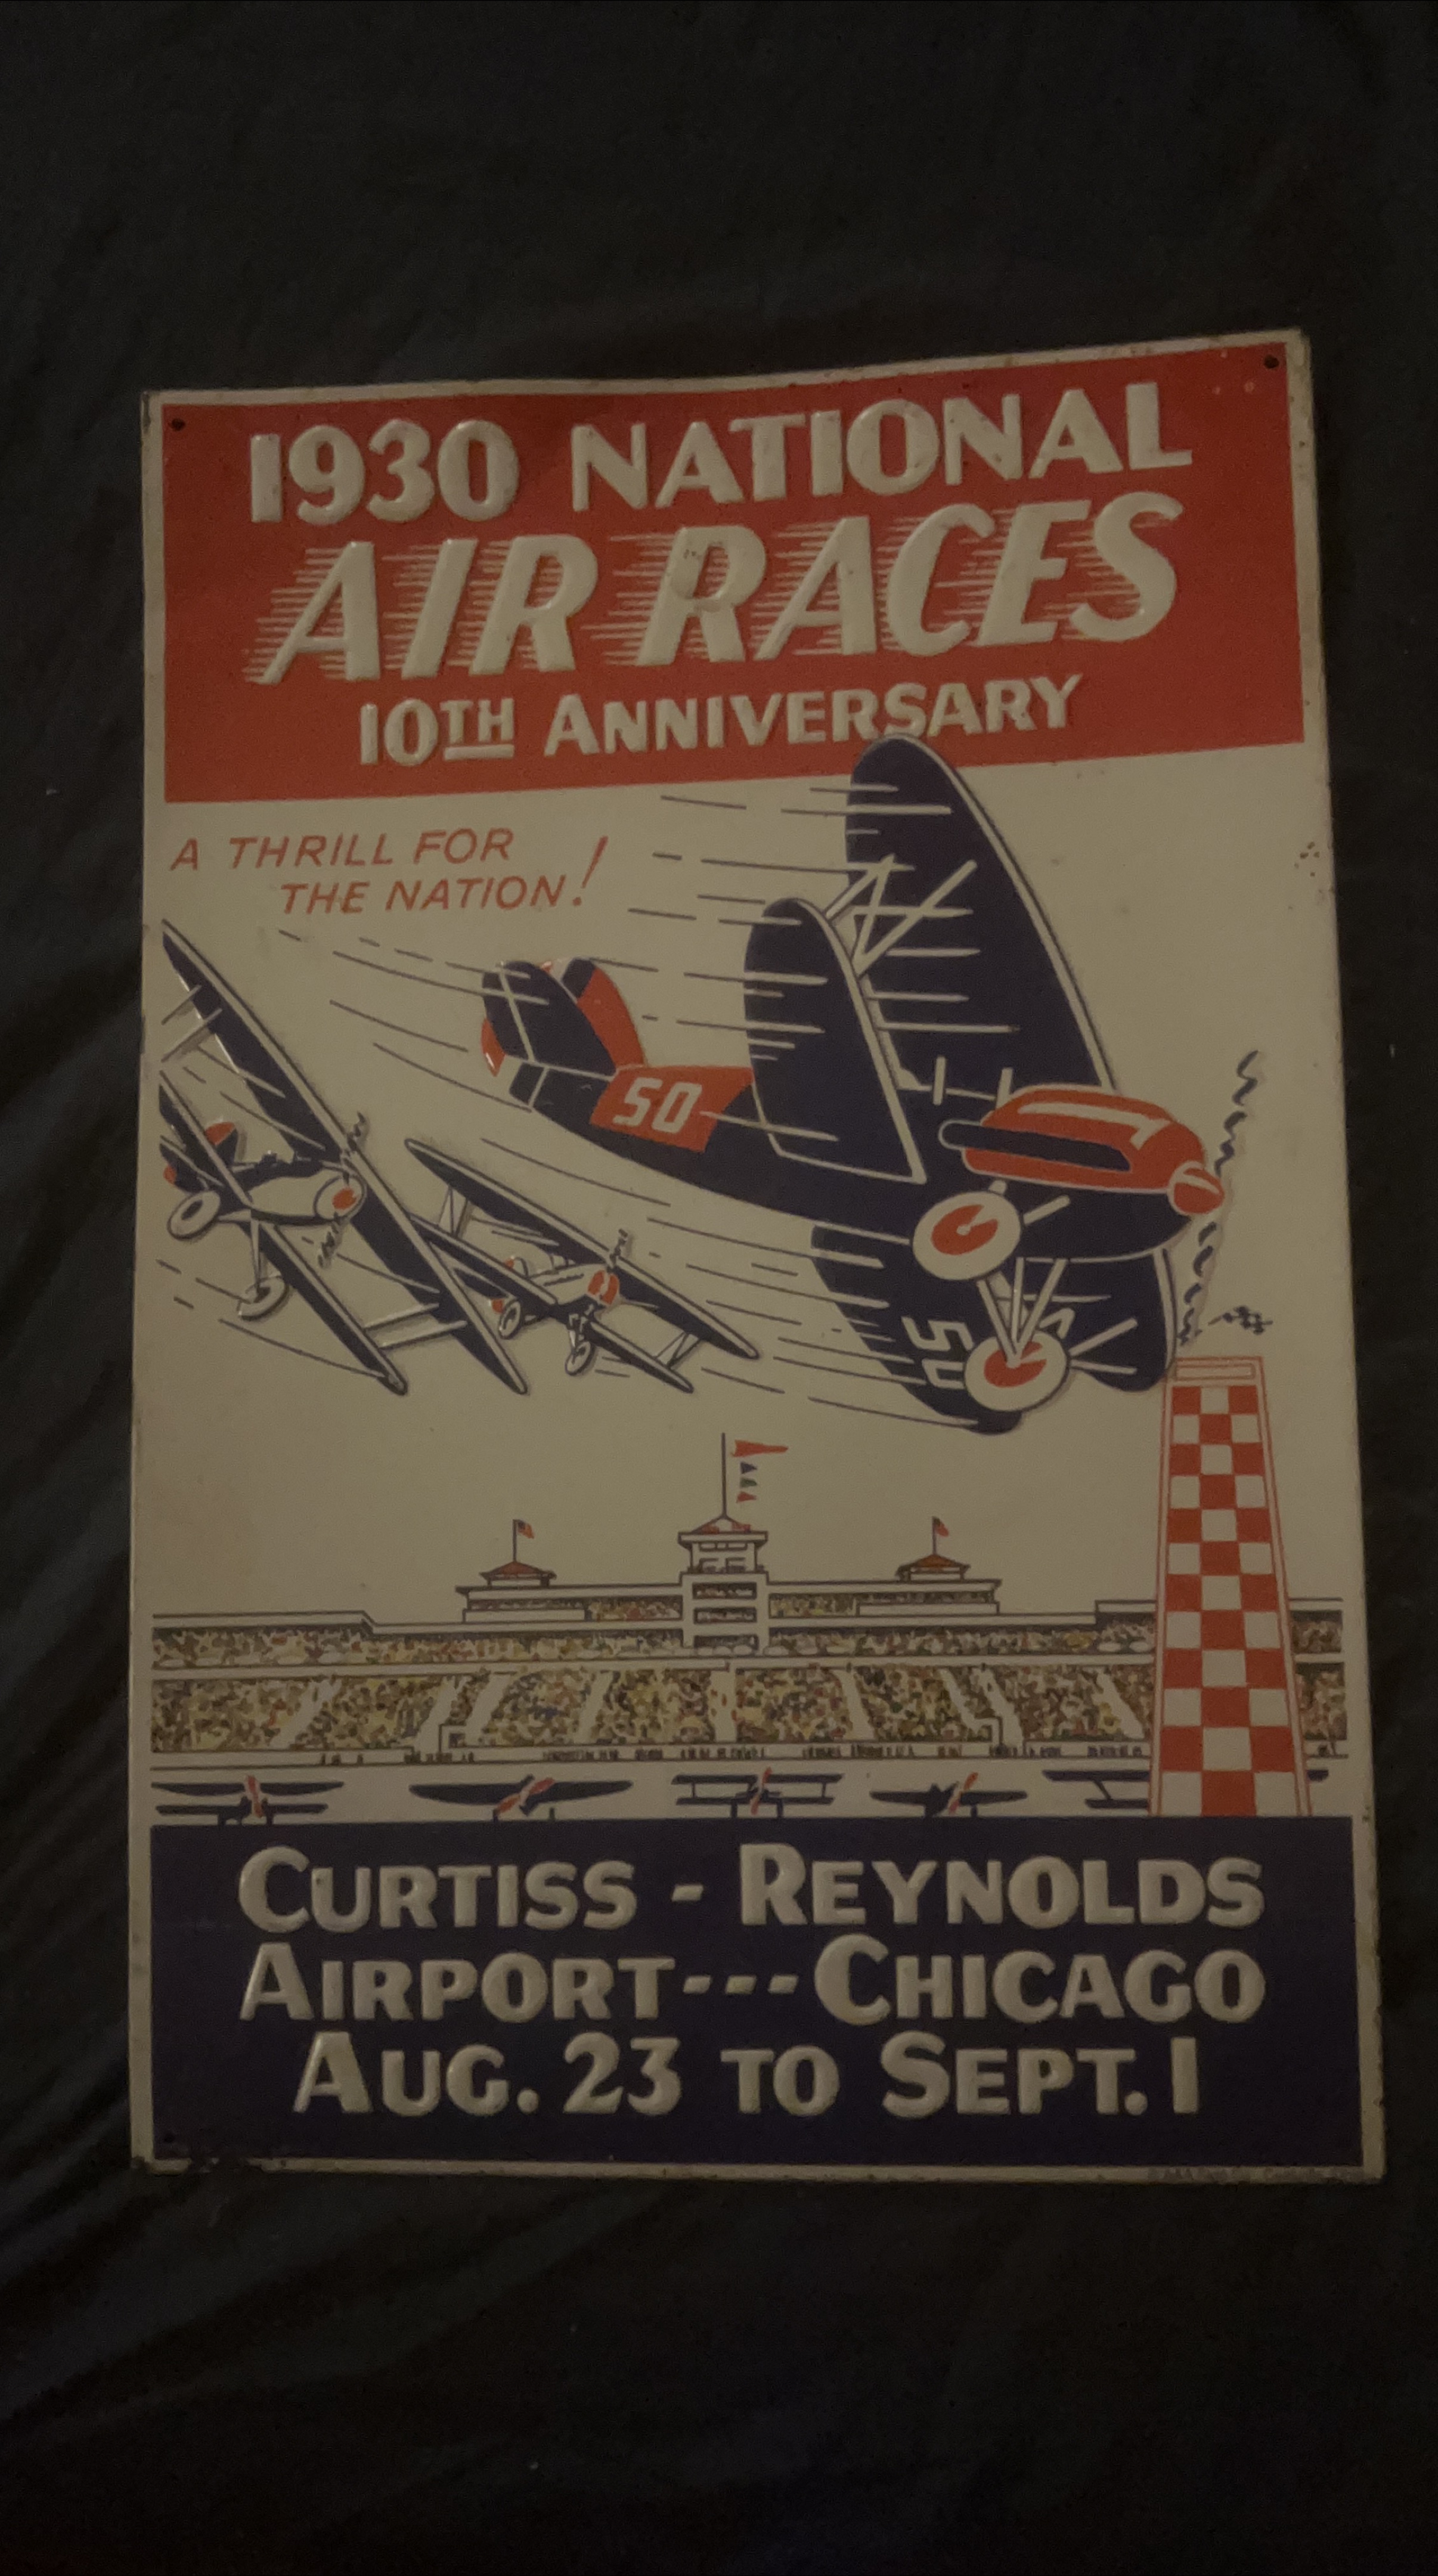 1930 NATIONAL
AIR RACES
10TH ANNIVERSARY
A THRILL FOR
THE NATION!
50
50
CURTISS - REYNOLDS
AIRPORT---CHICAGO
AUG. 23 TO SEPT. 1